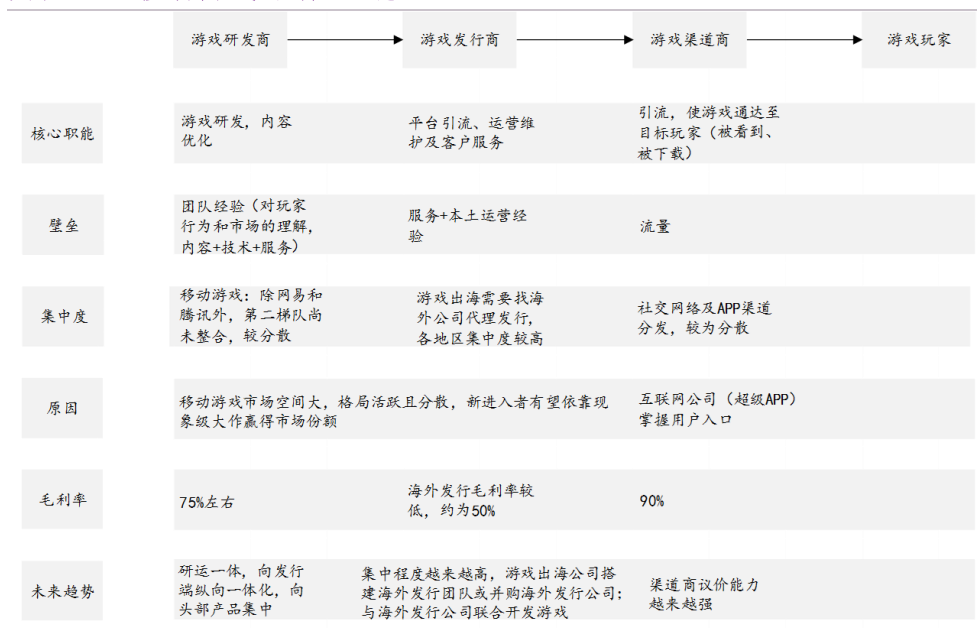 游戏研发商
游戏发行商
游戏渠道商
游戏玩家
核心职能
游戏研发，内容
优化
平台引流、运营维
护及客户服务
引流，使游戏通达至
目标玩家（被看到、
被下载）
壁垒
团队经验（对玩家
行为和市场的理解，
内容+技术+服务）
服务+本土运营经
验
流量
集中度
移动游戏：除网易和
腾讯外，第二梯队尚
未整合，较分散
游戏出海需要找海
外公司代理发行，
各地区集中度较高
社交网络及APP渠道
分发，较为分散
原因
移动游戏市场空间大，格局活跃且分散，新进入者有望依靠现
象级大作赢得市场份额
互联网公司（超级APP）
掌握用户入口
毛利率
75%左右
海外发行毛利率较
低，约为50%
90%
未来趋势
研运一体，向发行
端纵向一体化，向
头部产品集中
集中程度越来越高，游戏出海公司搭
建海外发行团队或并购海外发行公司；
与海外发行公司联合开发游戏
渠道商议价能力
越来越强